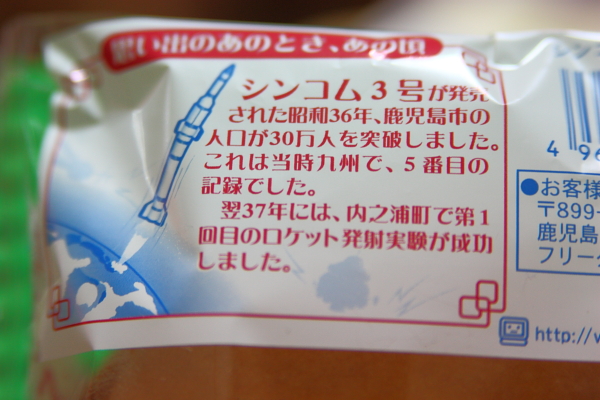 思い出のあのとき、あの頃
シンコム3号が発売
された昭和36年、鹿児島市の
人口が30万人を突破しました。
これは当時九州で、5番目の
記録でした。
翌37年には、内之浦町で第1
回目のロケット発射実験が成功
しました。
4 96
●お客様
〒899-
鹿児島
フリー
http://w